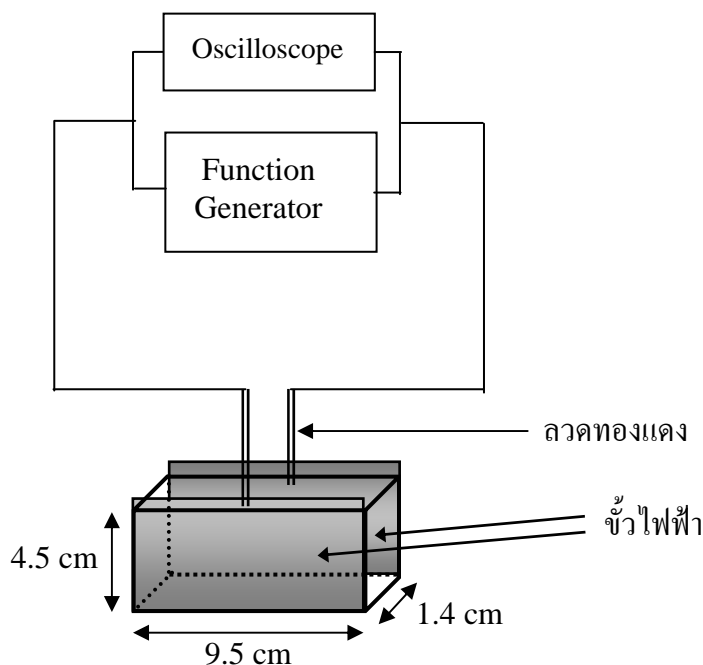 Oscilloscope
Function
Generator
ลวดทองแดง
ขั้วไฟฟ้า
4.5 cm
1.4 cm
9.5 cm